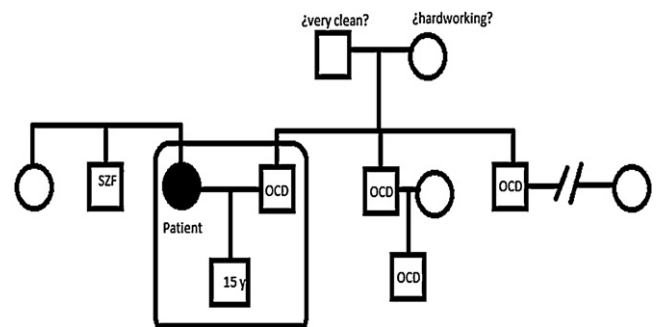 ¿very clean?
¿hardworking?
SZF
OCD
OCD
OCD
Patient
15 y
OCD